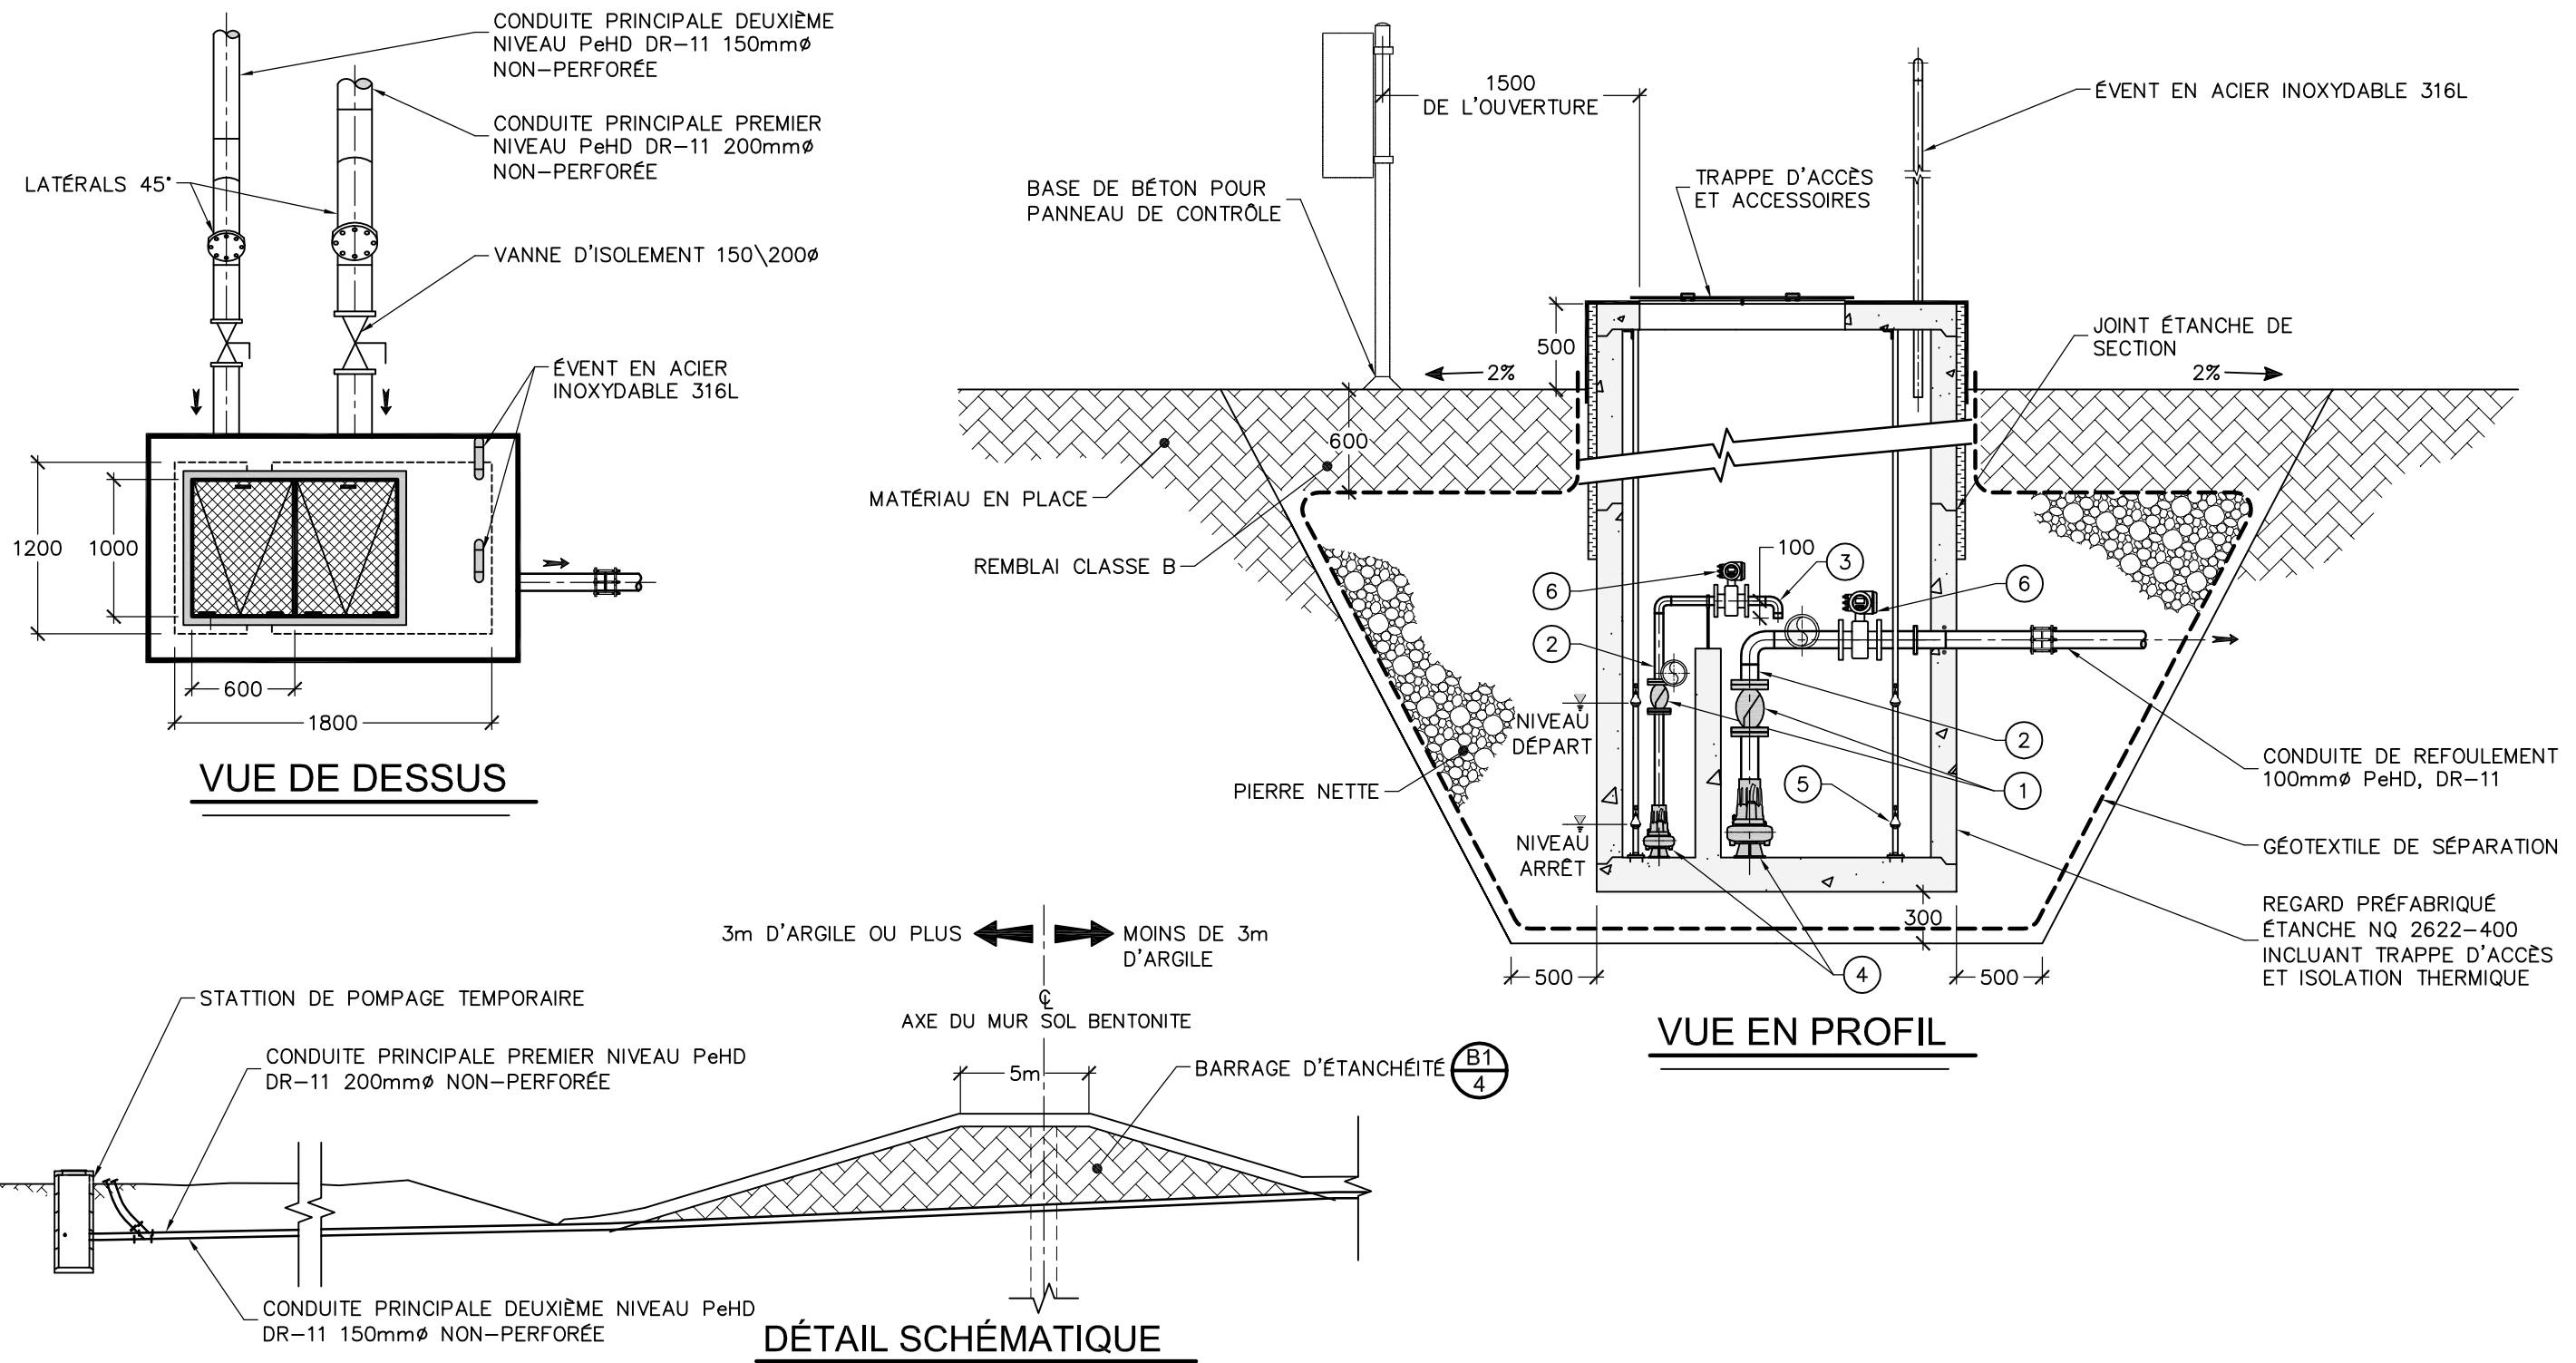 CONDUITE PRINCIPALE DEUXIÈME
NIVEAU PeHD DR-11 150mmø
NON-PERFORÉE
CONDUITE PRINCIPALE PREMIER
NIVEAU PeHD DR-11 200mmø
NON-PERFORÉE
LATÉRALS 45°
VANNE D'ISOLEMENT 150\200ø
ÉVENT EN ACIER
INOXYDABLE 316L
1200
1000
600
1800
VUE DE DESSUS
1500
DE L'OUVERTURE
ÉVENT EN ACIER INOXYDABLE 316L
BASE DE BÉTON POUR
PANNEAU DE CONTRÔLE
TRAPPE D'ACCÈS
ET ACCESSOIRES
500
JOINT ÉTANCHE DE
SECTION
2%
2%
600
MATÉRIAU EN PLACE
REMBLAI CLASSE B
100
3
6
6
2
NIVEAU
DÉPART
2
1
5
PIERRE NETTE
NIVEAU
ARRÊT
CONDUITE DE REFOULEMENT
100mmø PeHD, DR-11
GÉOTEXTILE DE SÉPARATION
REGARD PRÉFABRIQUÉ
ÉTANCHE NQ 2622-400
INCLUANT TRAPPE D'ACCÈS
ET ISOLATION THERMIQUE
300
500
500
4
VUE EN PROFIL
3m D'ARGILE OU PLUS
MOINS DE 3m
D'ARGILE
℄
AXE DU MUR SOL BENTONITE
STATTION DE POMPAGE TEMPORAIRE
CONDUITE PRINCIPALE PREMIER NIVEAU PeHD
DR-11 200mmø NON-PERFORÉE
5m
BARRAGE D'ÉTANCHÉITÉ
B1
4
CONDUITE PRINCIPALE DEUXIÈME NIVEAU PeHD
DR-11 150mmø NON-PERFORÉE
DÉTAIL SCHÉMATIQUE